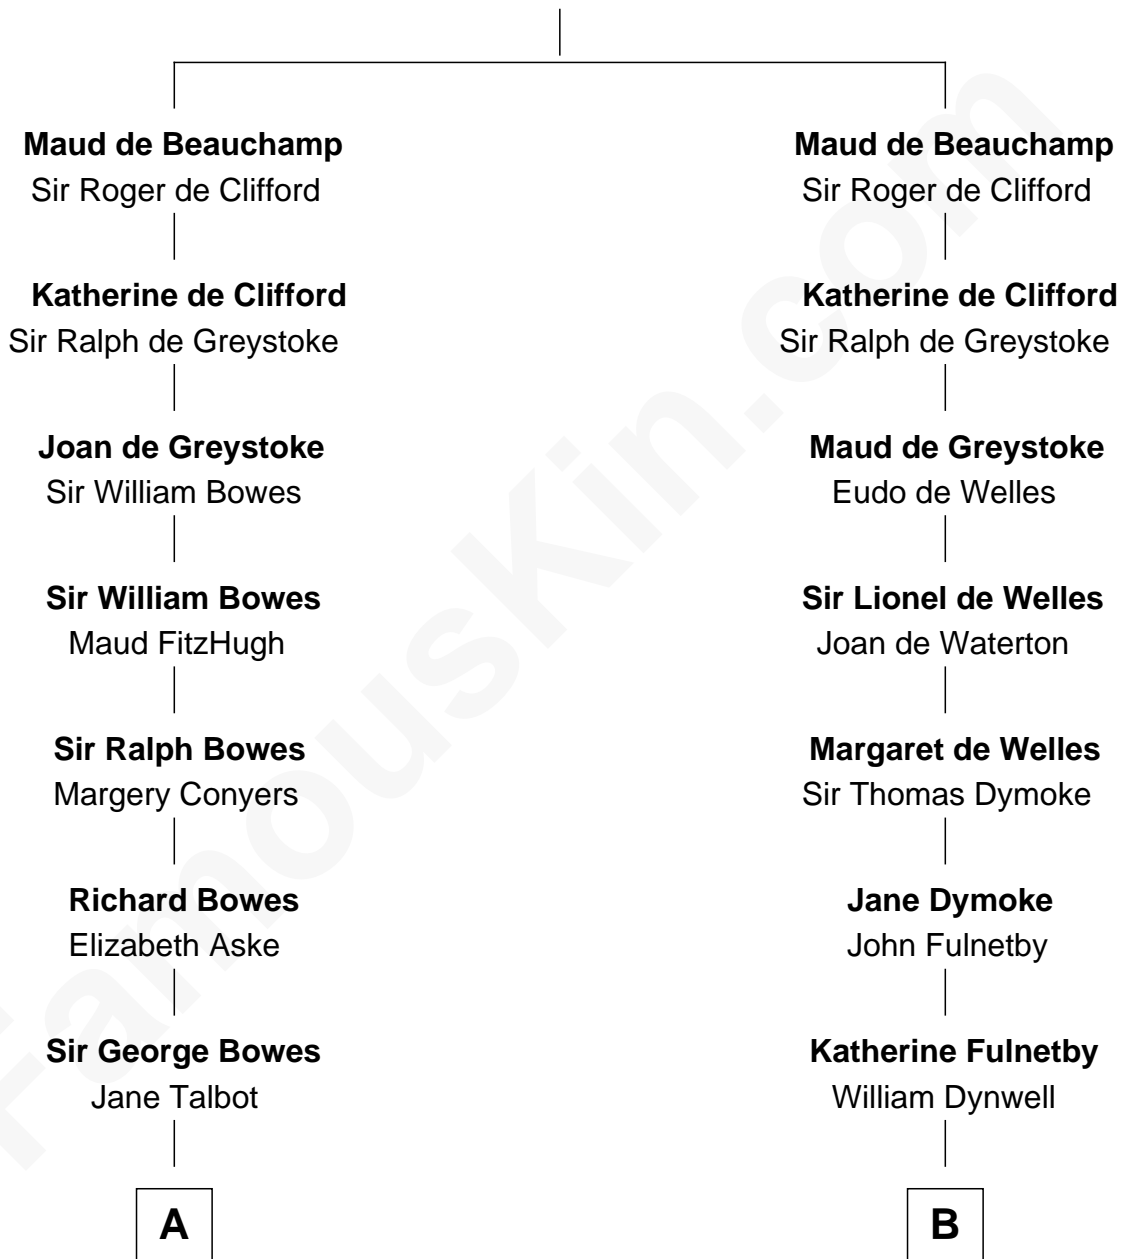 Maud de Beauchamp
Sir Roger de Clifford
Katherine de Clifford
Sir Ralph de Greystoke
Joan de Greystoke
Sir William Bowes
Sir William Bowes
Maud FitzHugh
Sir Ralph Bowes
Margery Conyers
Richard Bowes
Elizabeth Aske
Sir George Bowes
Jane Talbot
A
Maud de Beauchamp
Sir Roger de Clifford
Katherine de Clifford
Sir Ralph de Greystoke
Maud de Greystoke
Eudo de Welles
Sir Lionel de Welles
Joan de Waterton
Margaret de Welles
Sir Thomas Dymoke
Jane Dymoke
John Fulnetby
Katherine Fulnetby
William Dynwell
B
FamousKin.com